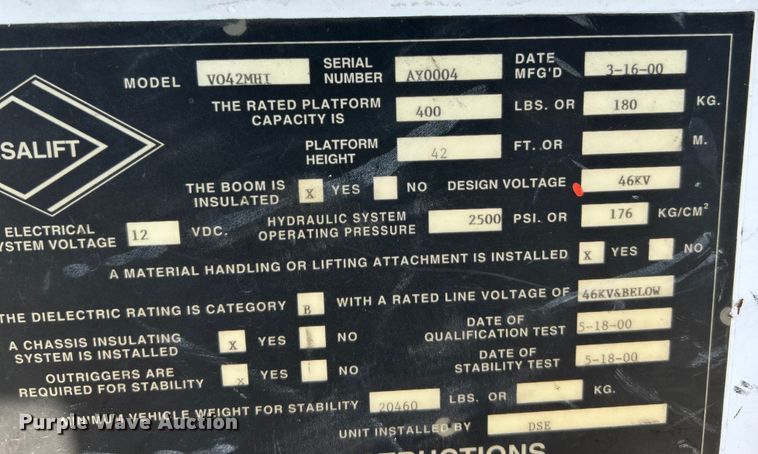 SALIFT
MODEL VO42MHI SERIAL NUMBER AY0004 DATE MFG'D 3-16-00
THE RATED PLATFORM CAPACITY IS 400 LBS. OR 180 KG.
PLATFORM HEIGHT 42 FT. OR M.
THE BOOM IS INSULATED X YES NO DESIGN VOLTAGE 46KV
ELECTRICAL
YSTEM VOLTAGE 12 VDC. HYDRAULIC SYSTEM OPERATING PRESSURE 2500 PSI. OR 176 KG/CM²
A MATERIAL HANDLING OR LIFTING ATTACHMENT IS INSTALLED X YES NO
THE DIELECTRIC RATING IS CATEGORY B WITH A RATED LINE VOLTAGE OF 46KV&BELOW
A CHASSIS INSULATING SYSTEM IS INSTALLED X YES NO DATE OF QUALIFICATION TEST 5-18-00
OUTRIGGERS ARE REQUIRED FOR STABILITY X YES NO DATE OF STABILITY TEST 5-18-00
MINIMUM VEHICLE WEIGHT FOR STABILITY 20460 LBS. OR KG.
UNIT INSTALLED BY DSE
Purple Wave Auction